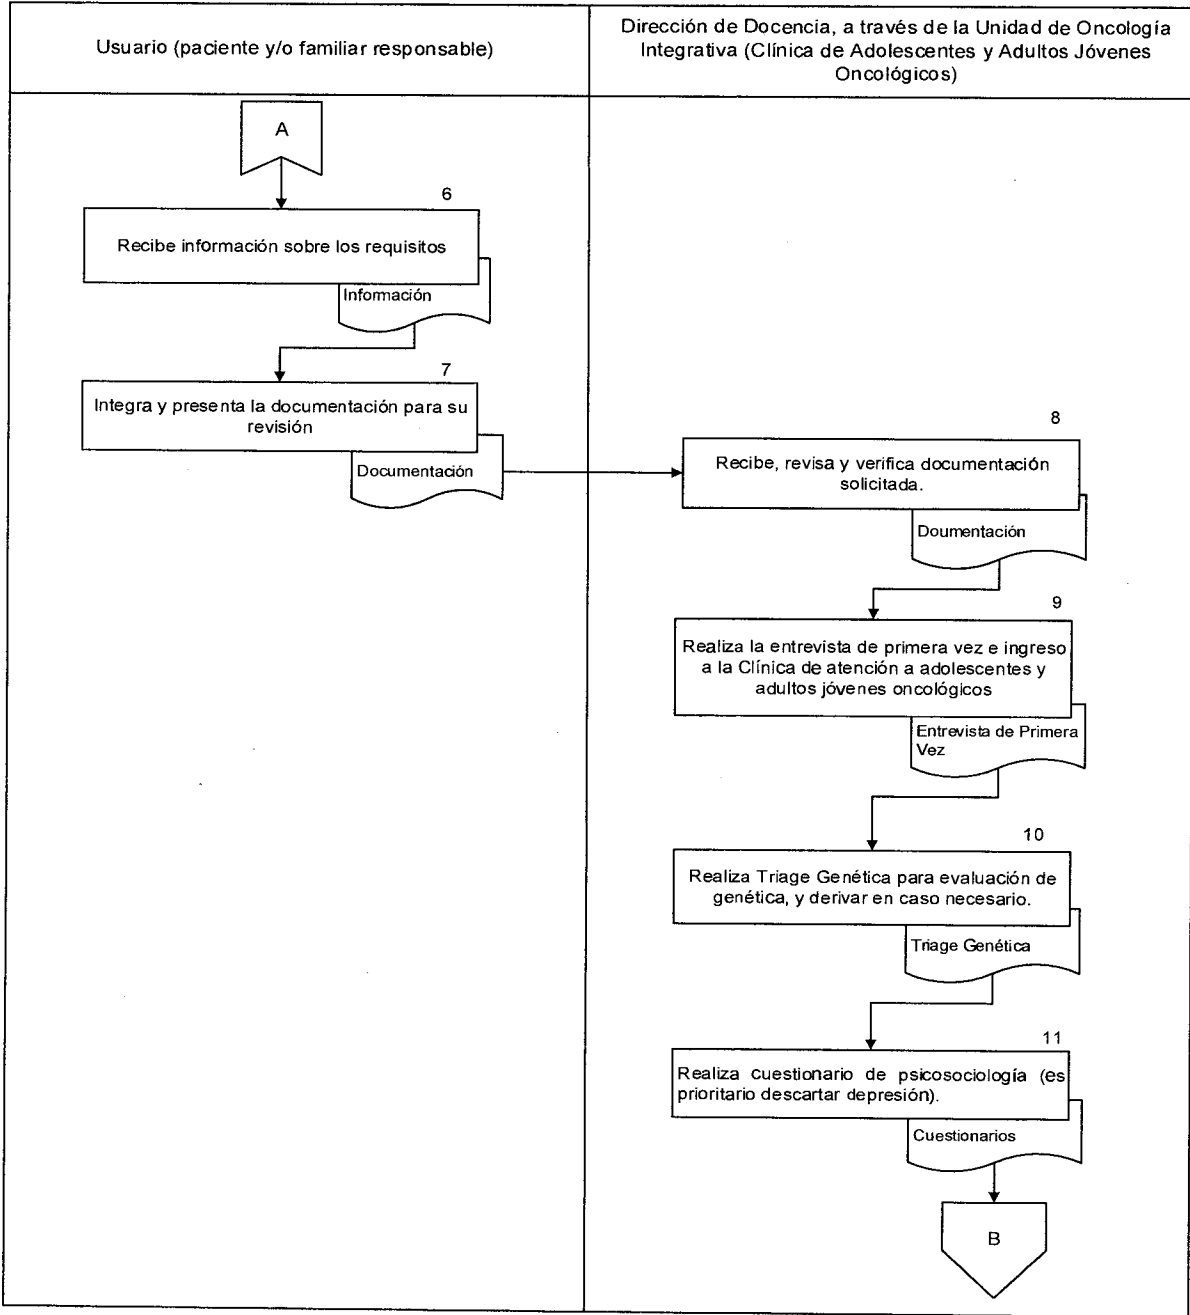 Usuario (paciente y/o familiar responsable)
Dirección de Docencia, a través de la Unidad de Oncología
Integrativa (Clínica de Adolescentes y Adultos Jóvenes
Oncológicos)
A
6
Recibe información sobre los requisitos
Información
7
Integra y presenta la documentación para su
revisión
Documentación
8
Recibe, revisa y verifica documentación
solicitada.
Doumentación
9
Realiza la entrevista de primera vez e ingreso
a la Clínica de atención a adolescentes y
adultos jóvenes oncológicos
Entrevista de Primera
Vez
10
Realiza Triage Genética para evaluación de
genética, y derivar en caso necesario.
Triage Genética
11
Realiza cuestionario de psicosociología (es
prioritario descartar depresión).
Cuestionarios
B